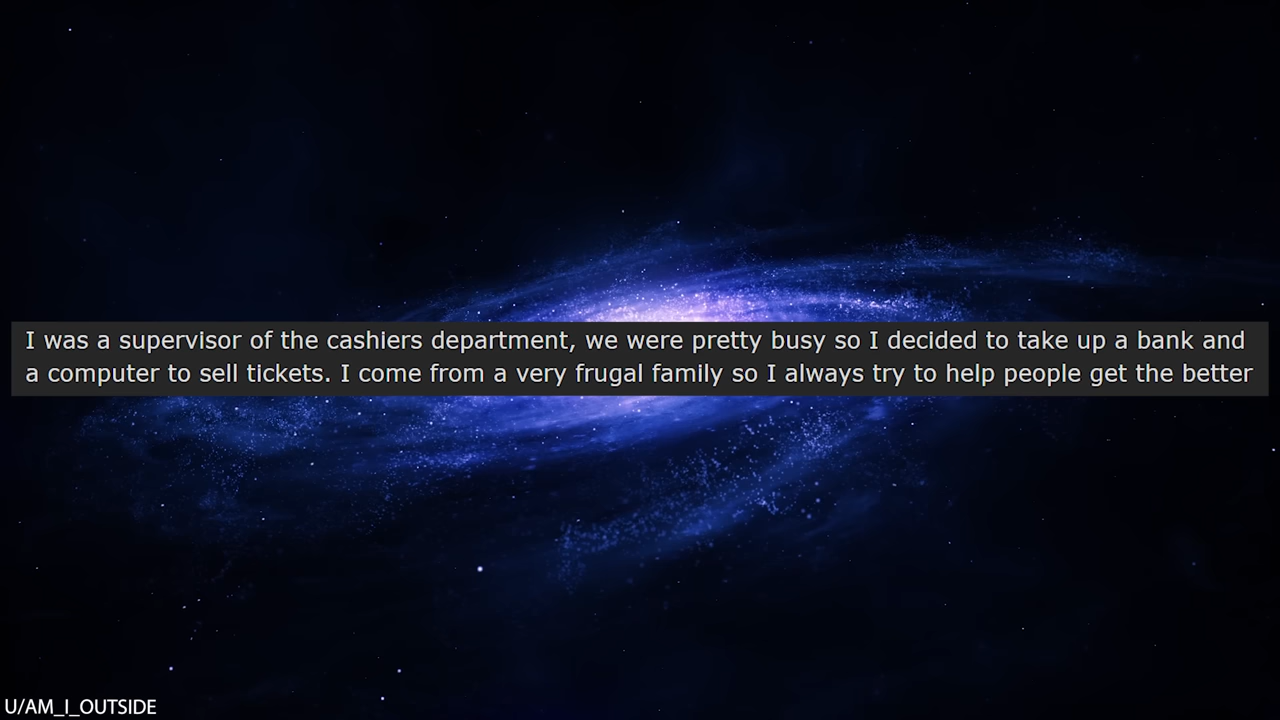 I was a supervisor of the cashiers department, we were pretty busy so I decided to take up a bank and
a computer to sell tickets. I come from a very frugal family so I always try to help people get the better
U/AM_I_OUTSIDE